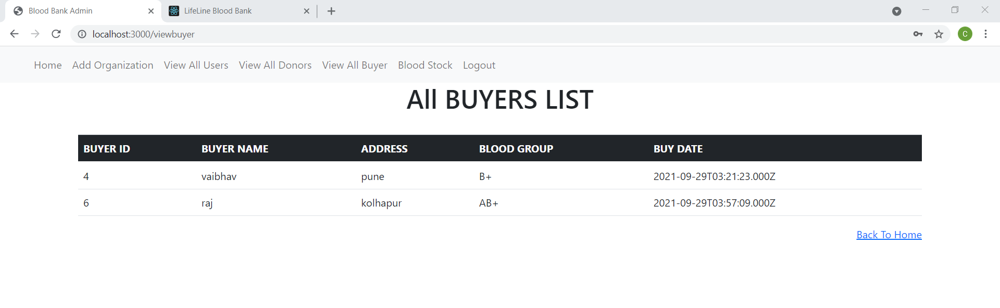 Blood Bank Admin LifeLine Blood Bank
localhost:3000/viewbuyer C
Home Add Organization View All Users View All Donors View All Buyer Blood Stock Logout
All BUYERS LIST
BUYER ID BUYER NAME ADDRESS BLOOD GROUP BUY DATE
4 vaibhav pune B+ 2021-09-29T03:21:23.000Z
6 raj kolhapur AB+ 2021-09-29T03:57:09.000Z
Back To Home